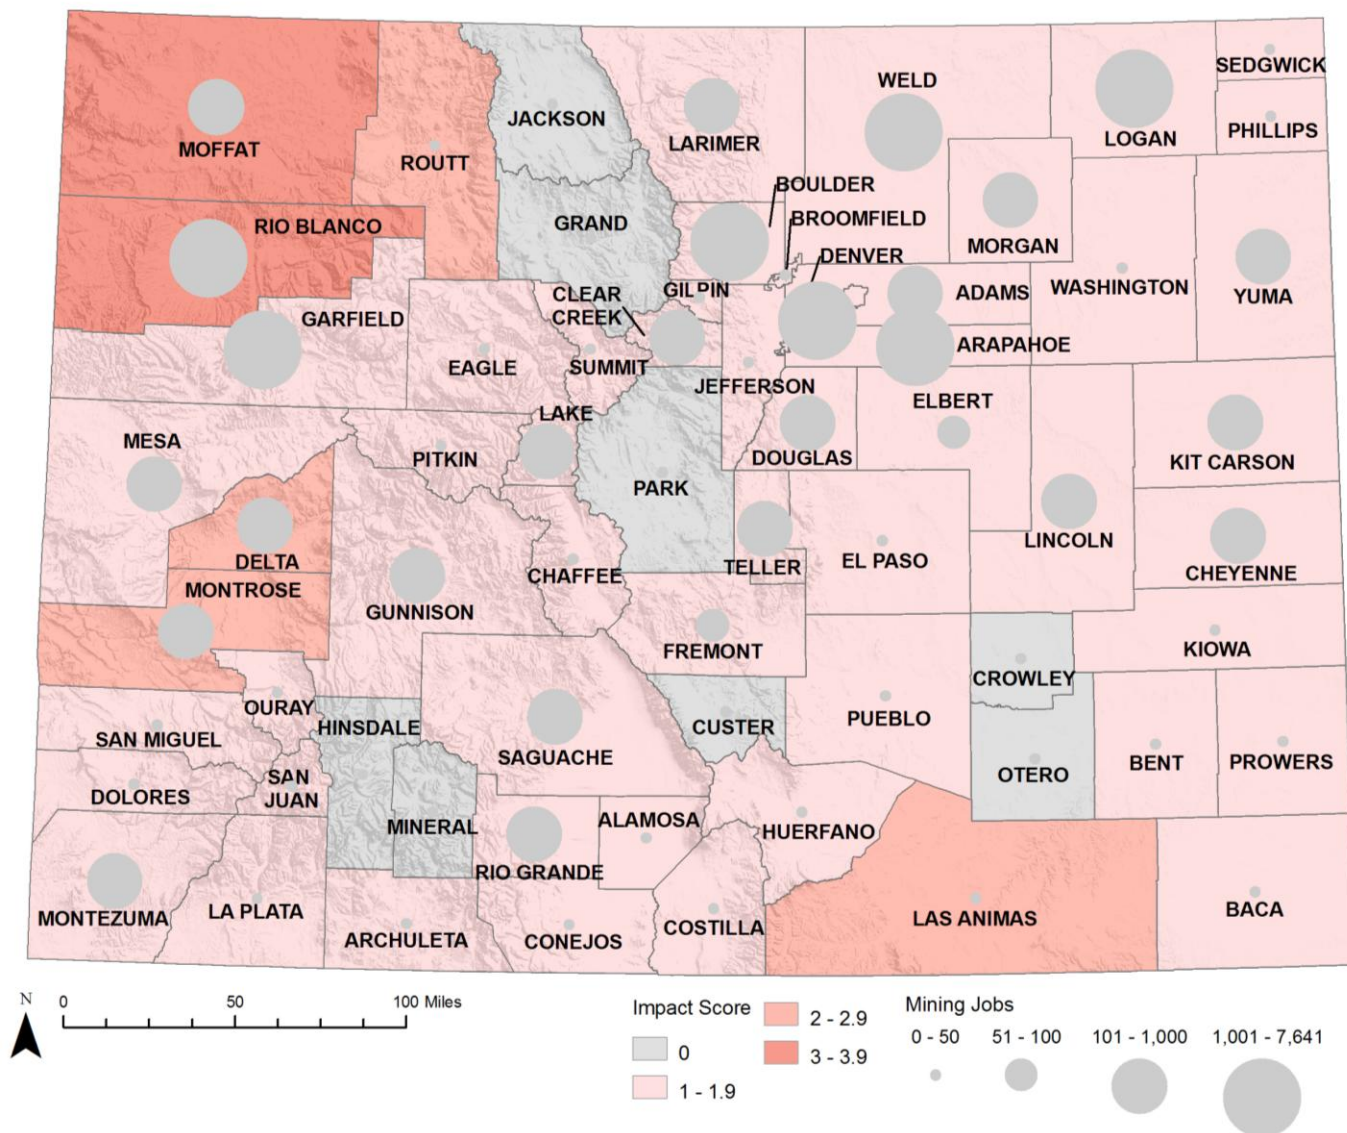 SEDGWICK
WELD
JACKSON
LARIMER
LOGAN
PHILLIPS
MOFFAT
ROUTT
BOULDER
RIO BLANCO
GRAND
BROOMFIELD
MORGAN
DENVER
GILPIN
CLEAR
CREEK
ADAMS
WASHINGTON
YUMA
GARFIELD
ARAPAHOE
EAGLE
SUMMIT
JEFFERSON
ELBERT
LAKE
MESA
PITKIN
DOUGLAS
KIT CARSON
PARK
LINCOLN
DELTA
TELLER
EL PASO
CHEYENNE
MONTROSE
CHAFFEE
GUNNISON
FREMONT
KIOWA
CROWLEY
OURAY
HINSDALE
CUSTER
PUEBLO
SAN MIGUEL
SAGUACHE
OTERO
BENT
PROWERS
SAN
JUAN
DOLORES
MINERAL
ALAMOSA
HUERFANO
RIO GRANDE
MONTEZUMA
LA PLATA
ARCHULETA
CONEJOS
COSTILLA
LAS ANIMAS
BACA
N
0 50 100 Miles
Impact Score
0
1 - 1.9
2 - 2.9
3 - 3.9
Mining Jobs
0 - 50 51 - 100 101 - 1,000 1,001 - 7,641